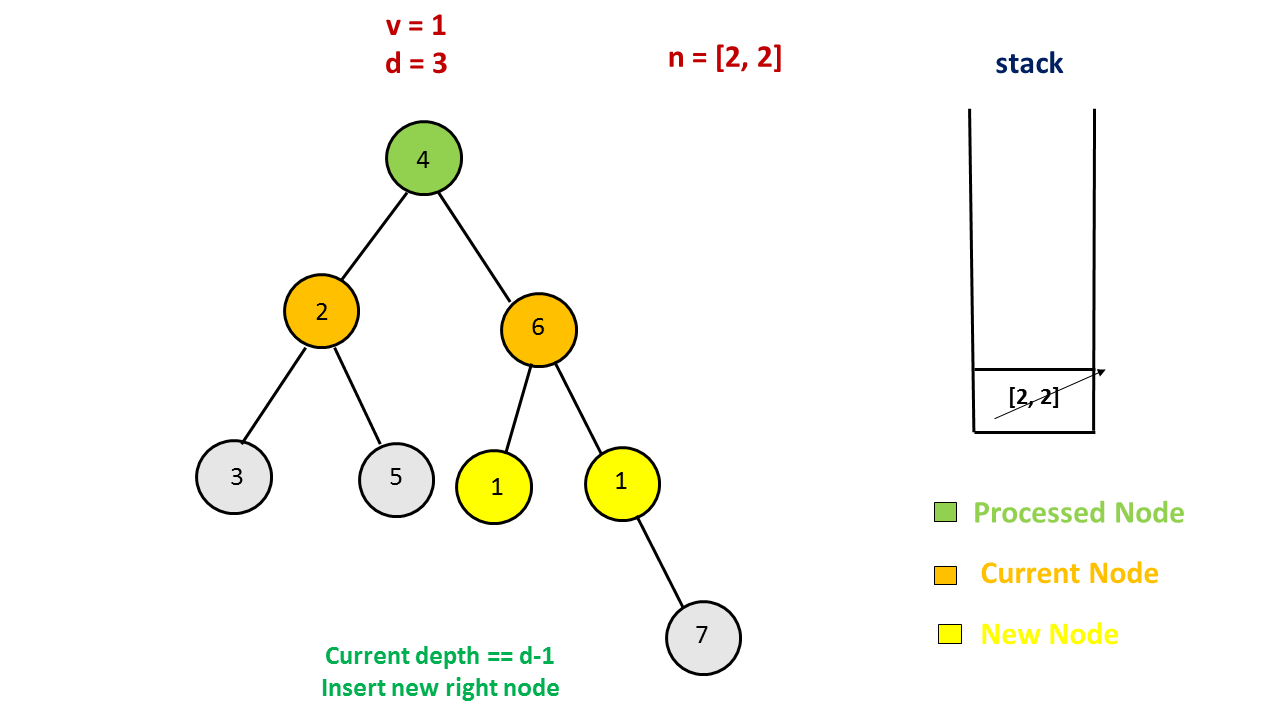 v = 1
d = 3
n = [2, 2]
stack
4
2
6
[2, 2]
3
5
1
1
7
Processed Node
Current Node
New Node
Current depth == d-1
Insert new right node